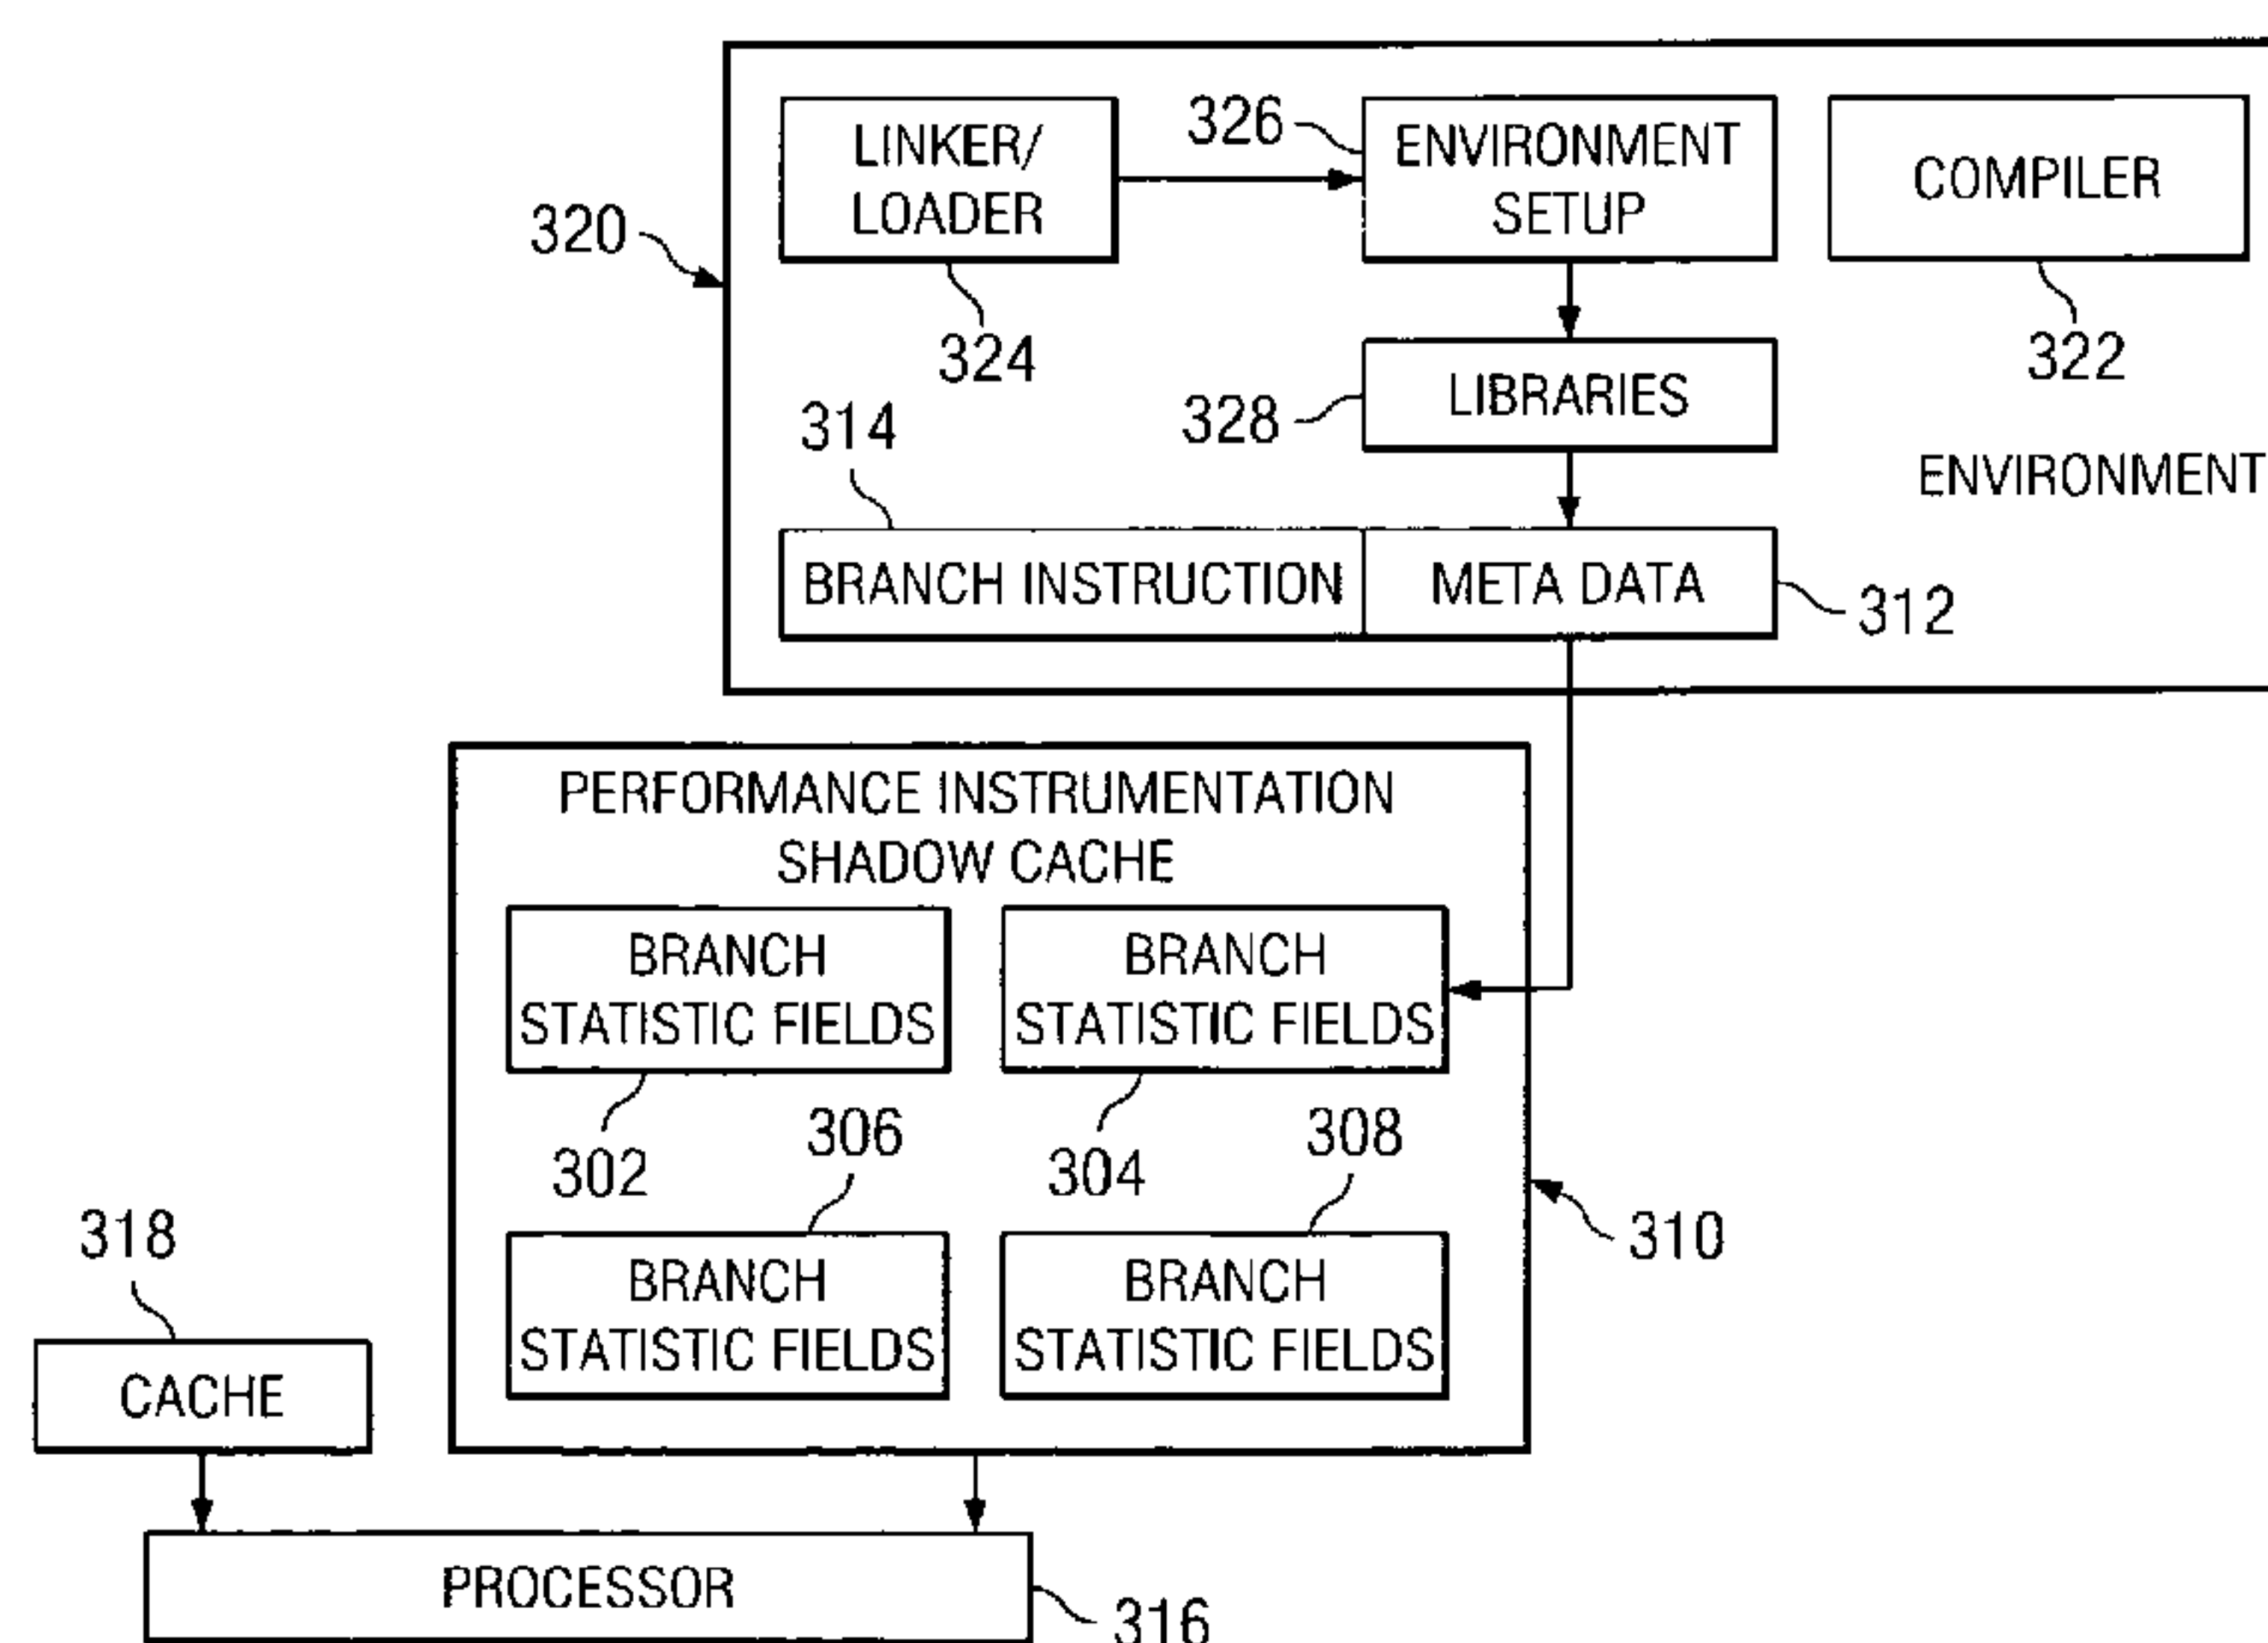 LINKER/
LOADER
326
ENVIRONMENT
SETUP
COMPILER
320
324
322
328
LIBRARIES
314
ENVIRONMENT
BRANCH INSTRUCTION
META DATA
312
PERFORMANCE INSTRUMENTATION
SHADOW CACHE
BRANCH
STATISTIC FIELDS
BRANCH
STATISTIC FIELDS
302
306
304
308
310
318
BRANCH
STATISTIC FIELDS
BRANCH
STATISTIC FIELDS
CACHE
PROCESSOR
316